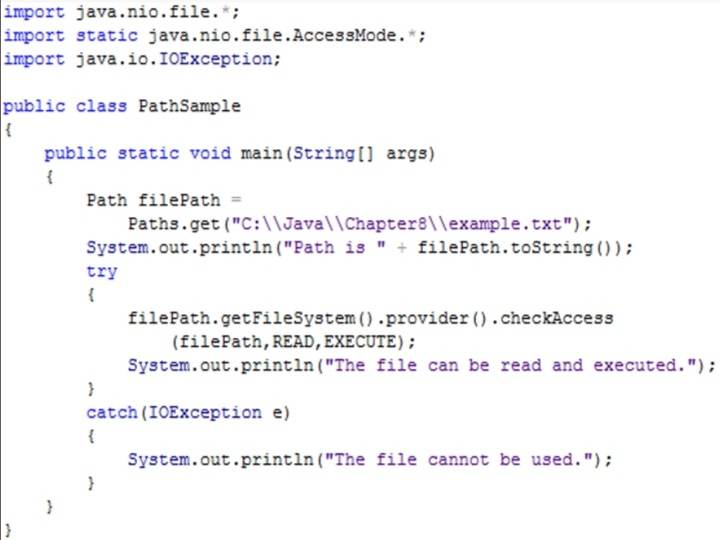 import java.nio.file.*;
import static java.nio.file.AccessMode.*;
import java.io.IOException;

public class PathSample
{
    public static void main(String[] args)
    {
        Path filePath =
            Paths.get("C:\\Java\\Chapter8\\example.txt");
        System.out.println("Path is " + filePath.toString());
        try
        {
            filePath.getFileSystem().provider().checkAccess
                (filePath,READ,EXECUTE);
            System.out.println("The file can be read and executed.");
        }
        catch(IOException e)
        {
            System.out.println("The file cannot be used.");
        }
    }
}